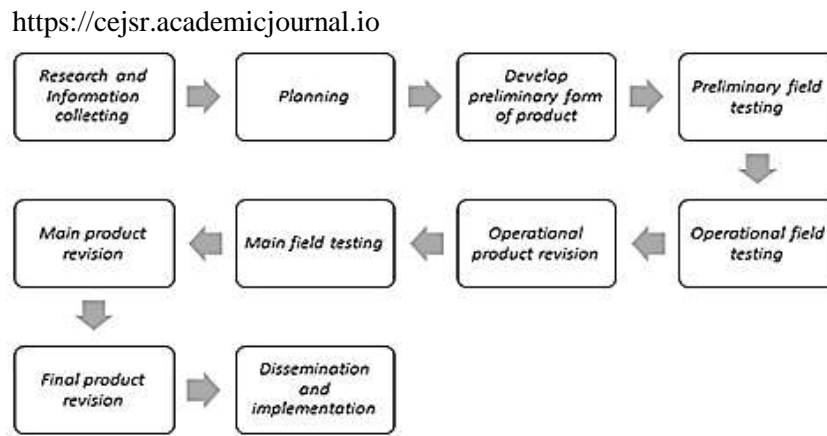 https://cejsr.academicjournal.io
Research and
Information
collecting
Planning
Develop
preliminary form
of product
Preliminary field
testing
Operational field
testing
Operational
product revision
Main field testing
Main product
revision
Final product
revision
Dissemination
and
implementation